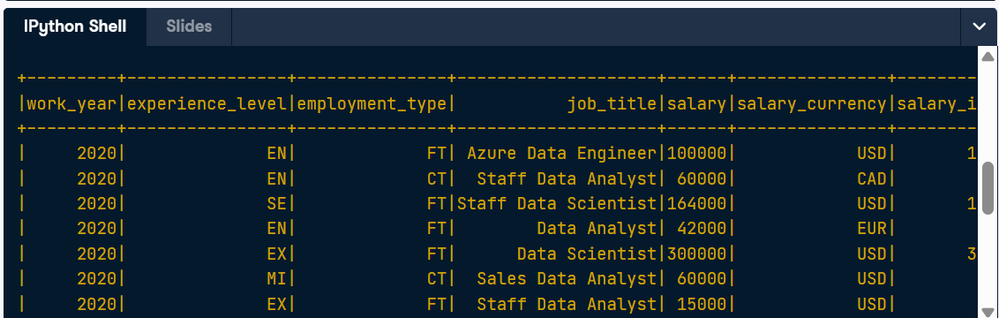 IPython Shell Slides
+---------+----------------+---------------+--------------------+------+---------------+--------
|work_year|experience_level|employment_type|           job_title|salary|salary_currency|salary_i
+---------+----------------+---------------+--------------------+------+---------------+--------
|     2020|              EN|             FT| Azure Data Engineer|100000|            USD|       1
|     2020|              EN|             CT|  Staff Data Analyst| 60000|            CAD|
|     2020|              SE|             FT|Staff Data Scientist|164000|            USD|       1
|     2020|              EN|             FT|        Data Analyst| 42000|            EUR|
|     2020|              EX|             FT|      Data Scientist|300000|            USD|       3
|     2020|              MI|             CT|  Sales Data Analyst| 60000|            USD|
|     2020|              EX|             FT|  Staff Data Analyst| 15000|            USD|